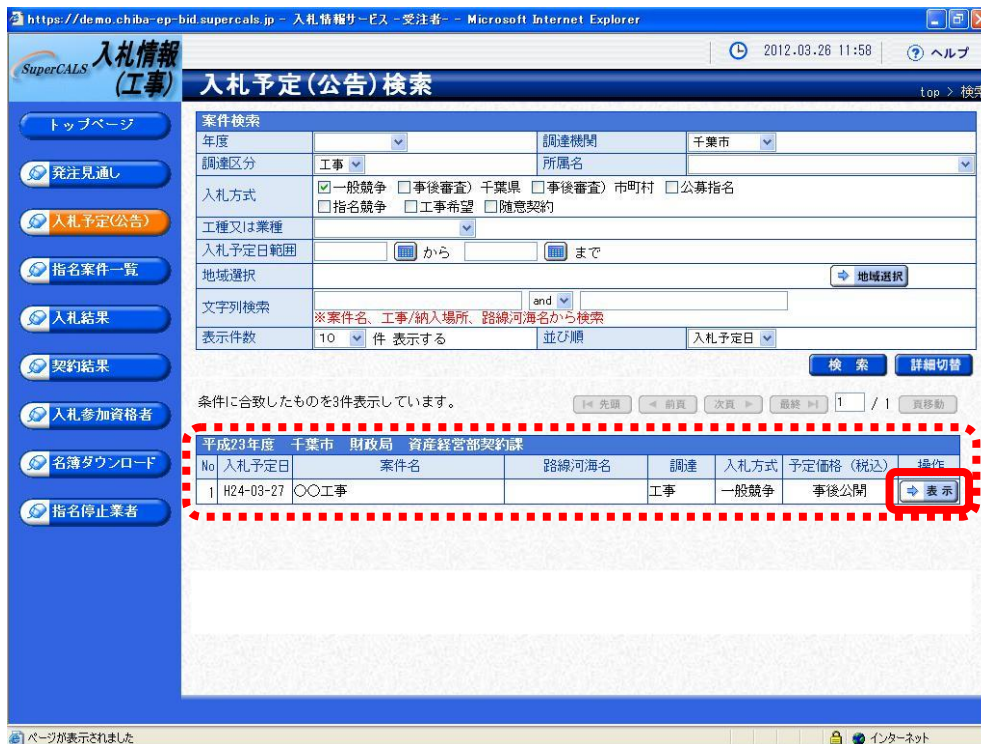 https://demo.chiba-ep-bid.supercals.jp - 入札情報サービス -受注者- - Microsoft Internet Explorer
SuperCALS 入札情報
(工事)
2012.03.26 11:58 ヘルプ
入札予定(公告)検索
top > 検索
トップページ
発注見通し
入札予定(公告)
指名案件一覧
入札結果
契約結果
入札参加資格者
名簿ダウンロード
指名停止業者
案件検索
年度 調達機関 千葉市
調達区分 工事 所属名
入札方式 一般競争 事後審査）千葉県 事後審査）市町村 公募指名
指名競争 工事希望 随意契約
工種又は業種
入札予定日範囲 から まで
地域選択 地域選択
文字列検索 and
※案件名、工事/納入場所、路線河海名から検索
表示件数 10 件 表示する 並び順 入札予定日
検 索 詳細切替
条件に合致したものを3件表示しています。 先頭 前頁 次頁 最終 1 / 1 頁移動
平成23年度 千葉市 財政局 資産経営部契約課
No 入札予定日 案件名 路線河海名 調達 入札方式 予定価格（税込） 操作
1 H24-03-27 〇〇工事 工事 一般競争 事後公開 表示
ページが表示されました インターネット